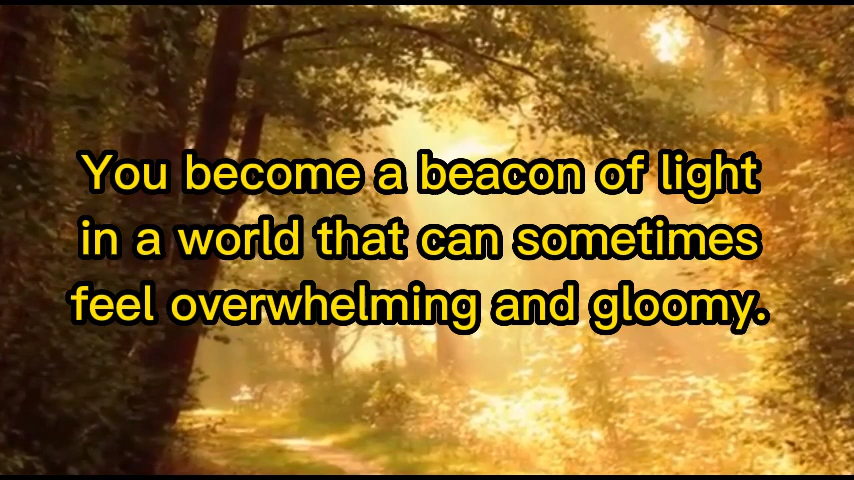 You become a beacon of light
in a world that can sometimes
feel overwhelming and gloomy.